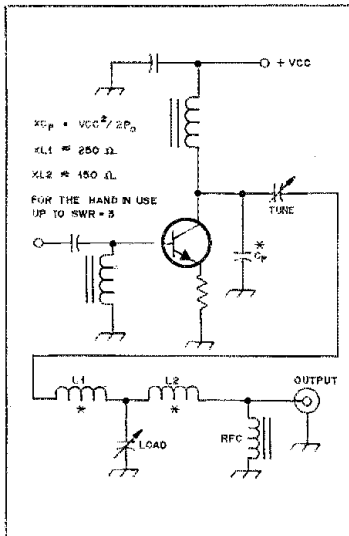 + VCC
XCP = VCC²/2Po
XL1 ≈ 250 Ω
XL2 ≈ 150 Ω
FOR THE HAND IN USE
UP TO SWR = 3
TUNE
*
CP
L1
*
L2
*
OUTPUT
LOAD
RFC